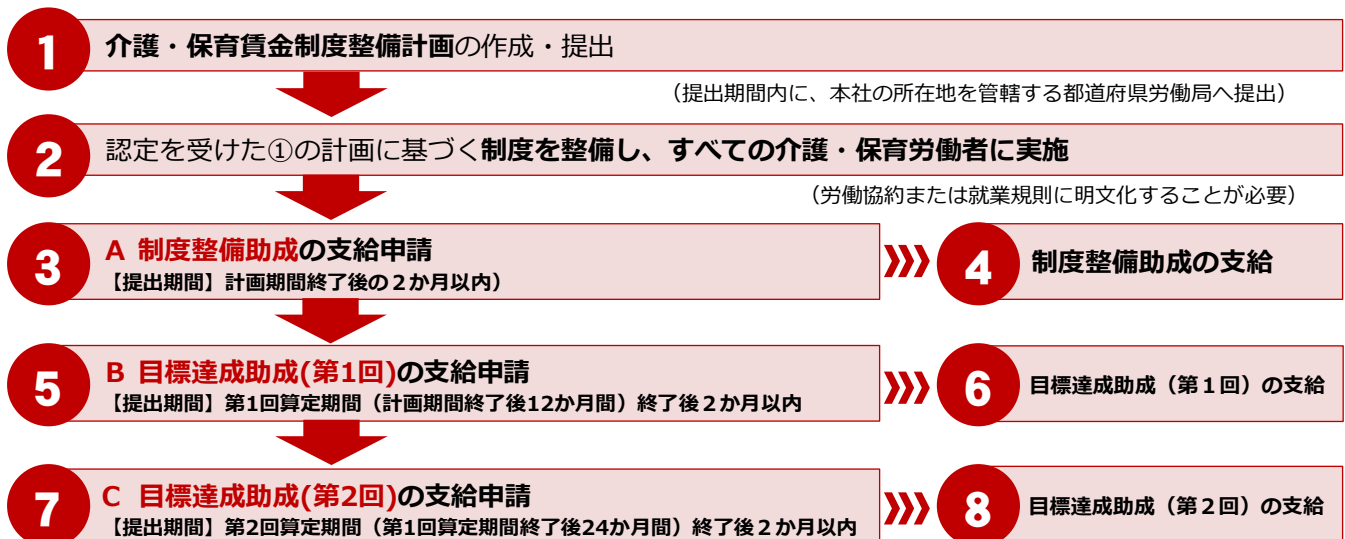 1
介護・保育賃金制度整備計画の作成・提出
（提出期間内に、本社の所在地を管轄する都道府県労働局へ提出）
2
認定を受けた①の計画に基づく制度を整備し、すべての介護・保育労働者に実施
（労働協約または就業規則に明文化することが必要）
3
A 制度整備助成の支給申請
【提出期間】計画期間終了後の２か月以内）
4
制度整備助成の支給
5
B 目標達成助成(第1回)の支給申請
【提出期間】第1回算定期間（計画期間終了後12か月間）終了後２か月以内
6
目標達成助成（第１回）の支給
7
C 目標達成助成(第2回)の支給申請
【提出期間】第2回算定期間（第1回算定期間終了後24か月間）終了後２か月以内
8
目標達成助成（第２回）の支給